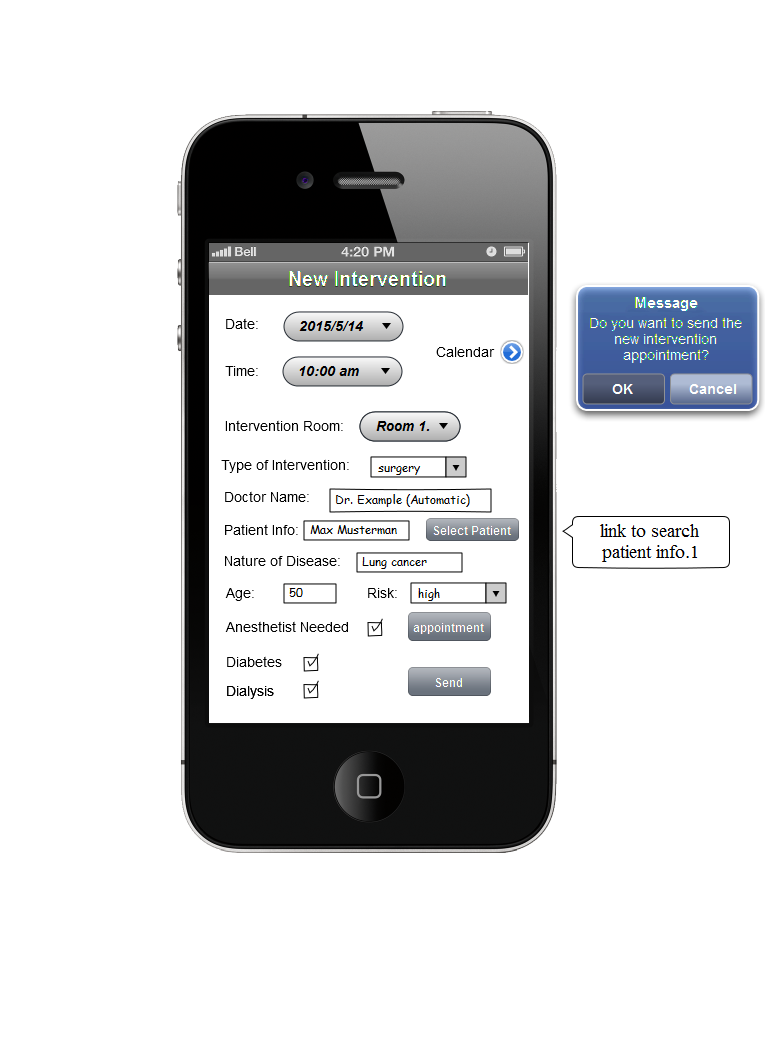 Bell 4:20 PM
New Intervention
Date: 2015/5/14
Calendar
Time: 10:00 am
Intervention Room: Room 1.
Type of Intervention: surgery
Doctor Name: Dr. Example (Automatic)
Patient Info: Max Musterman Select Patient
Nature of Disease: Lung cancer
Age: 50 Risk: high
Anesthetist Needed appointment
Diabetes
Dialysis
Send
Message
Do you want to send the
new intervention
appointment?
OK Cancel
link to search
patient info.1